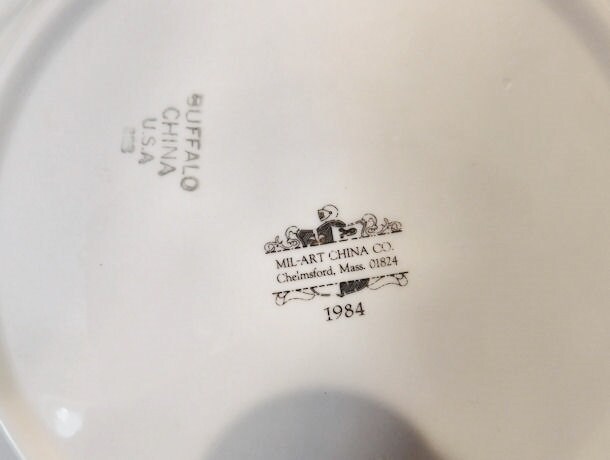 BUFFALO
CHINA
U.S.A
MIL-ART CHINA CO.
Chelmsford, Mass. 01824
1984